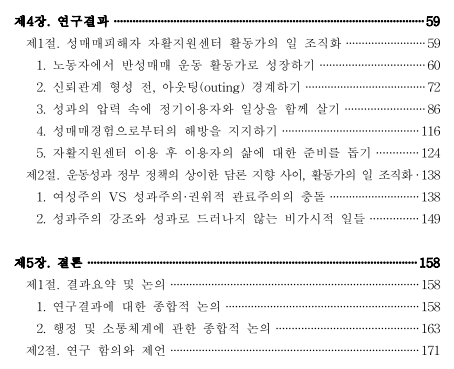 제4장. 연구결과 ········ 59
제1절. 성매매피해자 자활지원센터 활동가의 일 조직화 ········ 59
1. 노동자에서 반성매매 운동 활동가로 성장하기 ········ 60
2. 신뢰관계 형성 전, 아웃팅(outing) 경계하기 ········ 72
3. 성과의 압력 속에 정기이용자와 일상을 함께 살기 ········ 86
4. 성매매경험으로부터의 해방을 지지하기 ········ 116
5. 자활지원센터 이용 후 이용자의 삶에 대한 준비를 돕기 ········ 124
제2절. 운동성과 정부 정책의 상이한 담론 지향 사이, 활동가의 일 조직화 · 138
1. 여성주의 VS 성과주의·권위적 관료주의의 충돌 ········ 138
2. 성과주의 강조와 성과로 드러나지 않는 비가시적 일들 ········ 149
제5장. 결론 ········ 158
제1절. 결과요약 및 논의 ········ 158
1. 연구결과에 대한 종합적 논의 ········ 158
2. 행정 및 소통체계에 관한 종합적 논의 ········ 163
제2절. 연구 함의와 제언 ········ 171